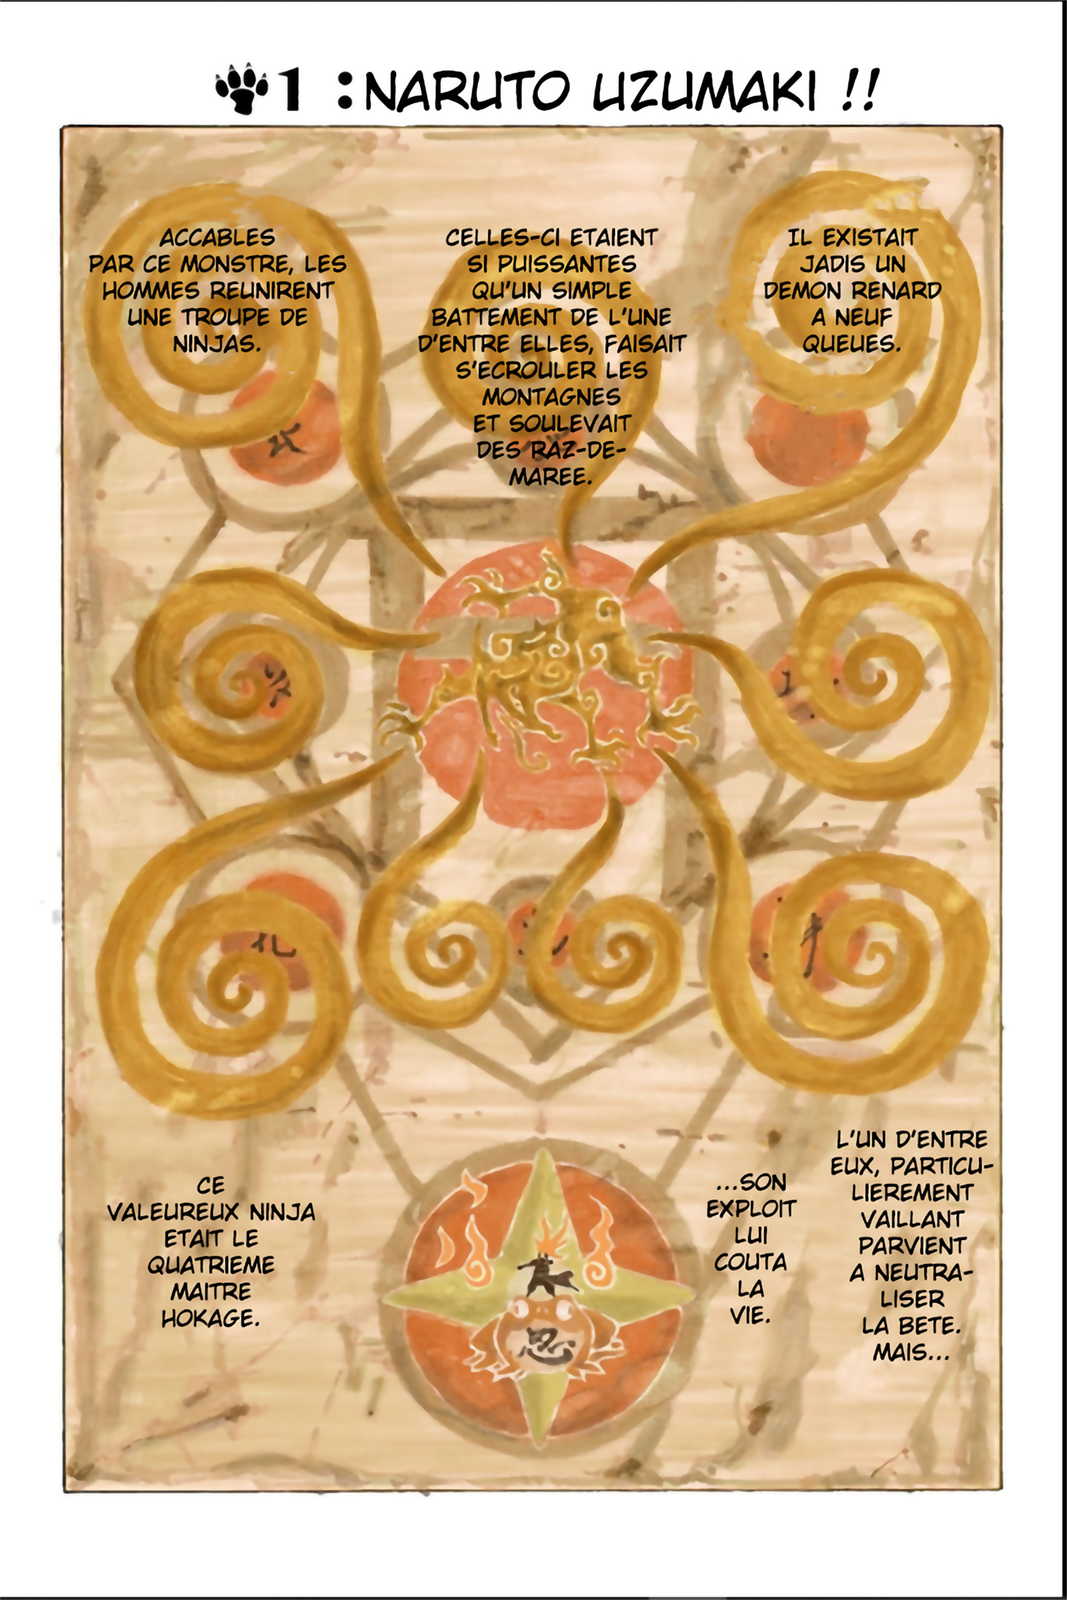 1 : NARUTO UZUMAKI !!
IL EXISTAIT
JADIS UN
DEMON RENARD
A NEUF
QUEUES.
CELLES-CI ETAIENT
SI PUISSANTES
QU'UN SIMPLE
BATTEMENT DE L'UNE
D'ENTRE ELLES, FAISAIT
S'ECROULER LES
MONTAGNES
ET SOULEVAIT
DES RAZ-DE-
MAREE.
ACCABLES
PAR CE MONSTRE, LES
HOMMES REUNIRENT
UNE TROUPE DE
NINJAS.
L'UN D'ENTRE
EUX, PARTICU-
LIEREMENT
VAILLANT
PARVIENT
A NEUTRA-
LISER
LA BETE.
MAIS...
...SON
EXPLOIT
LUI
COUTA
LA
VIE.
CE
VALEUREUX NINJA
ETAIT LE
QUATRIEME
MAITRE
HOKAGE.
忍